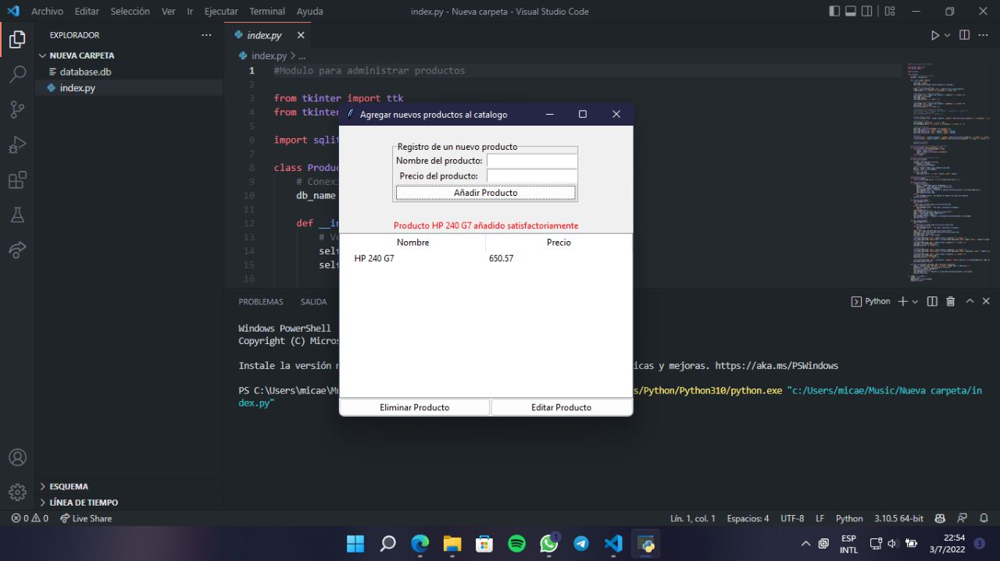 Archivo Editar Selección Ver Ir Ejecutar Terminal Ayuda index.py - Nueva carpeta - Visual Studio Code
EXPLORADOR
NUEVA CARPETA
database.db
index.py
index.py
index.py > ...
1 #Modulo para administrar productos
2
3 from tkinter import ttk
4 from tkinter
5
6 import sqlit
7
8 class Produc
9 # Conexi
10 db_name
11
12 def __in
13 # Ve
14 self
15 self
16
Agregar nuevos productos al catalogo
Registro de un nuevo producto
Nombre del producto:
Precio del producto:
Añadir Producto
Producto HP 240 G7 añadido satisfactoriamente
Nombre Precio
HP 240 G7 650.57
Eliminar Producto Editar Producto
PROBLEMAS SALIDA Python
Windows PowerShell
Copyright (C) Micros
Instale la versión icas y mejoras. https://aka.ms/PSWindows
PS C:\Users\micae\Mu s/Python/Python310/python.exe "c:/Users/micae/Music/Nueva carpeta/in
dex.py"
ESQUEMA
LÍNEA DE TIEMPO
0 0 Live Share Lín. 1, col. 1 Espacios: 4 UTF-8 LF Python 3.10.5 64-bit
1
ESP
INTL
22:54
3/7/2022
3